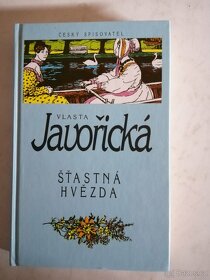 ČESKÝ SPISOVATEL
VLASTA
Javořická
ŠŤASTNÁ
HVĚZDA